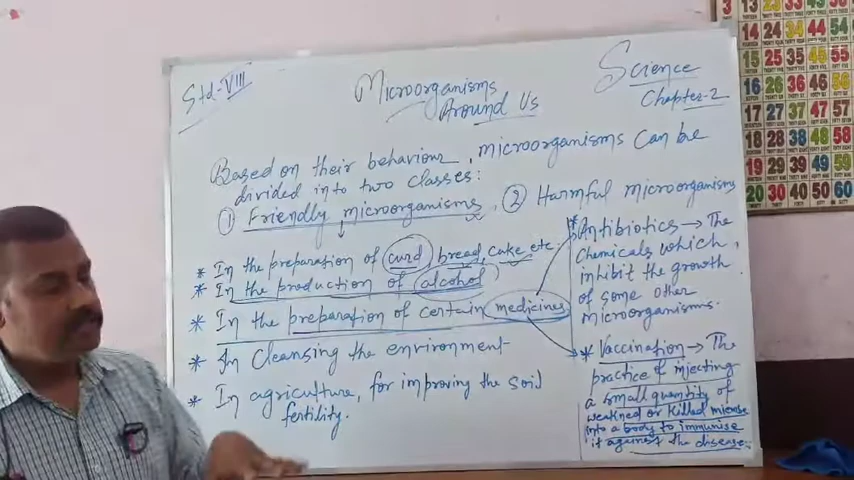 Std-VIII
Microorganisms
Around Us
Science
Chapter-2
Based on their behaviour, microorganisms can be
divided into two classes:
① Friendly microorganisms
② Harmful microorganisms
* In the preparation of curd, bread, cake etc.
* In the production of alcohol
* In the preparation of certain medicines
* In cleansing the environment
* In agriculture, for improving the soil
fertility.
* Antibiotics → The
chemicals which
inhibit the growth
of some other
microorganisms.
* Vaccination → The
practice of injecting
a small quantity of
weakned or killed
into a body to immunise
it against the disease.